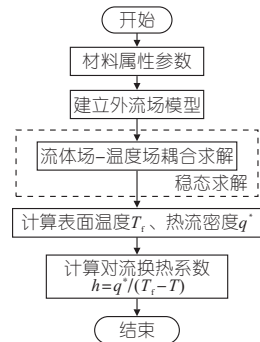 开始
材料属性参数
建立外流场模型
流体场-温度场耦合求解
稳态求解
计算表面温度Tf、热流密度q*
计算对流换热系数
h=q*/(Tf-T)
结束